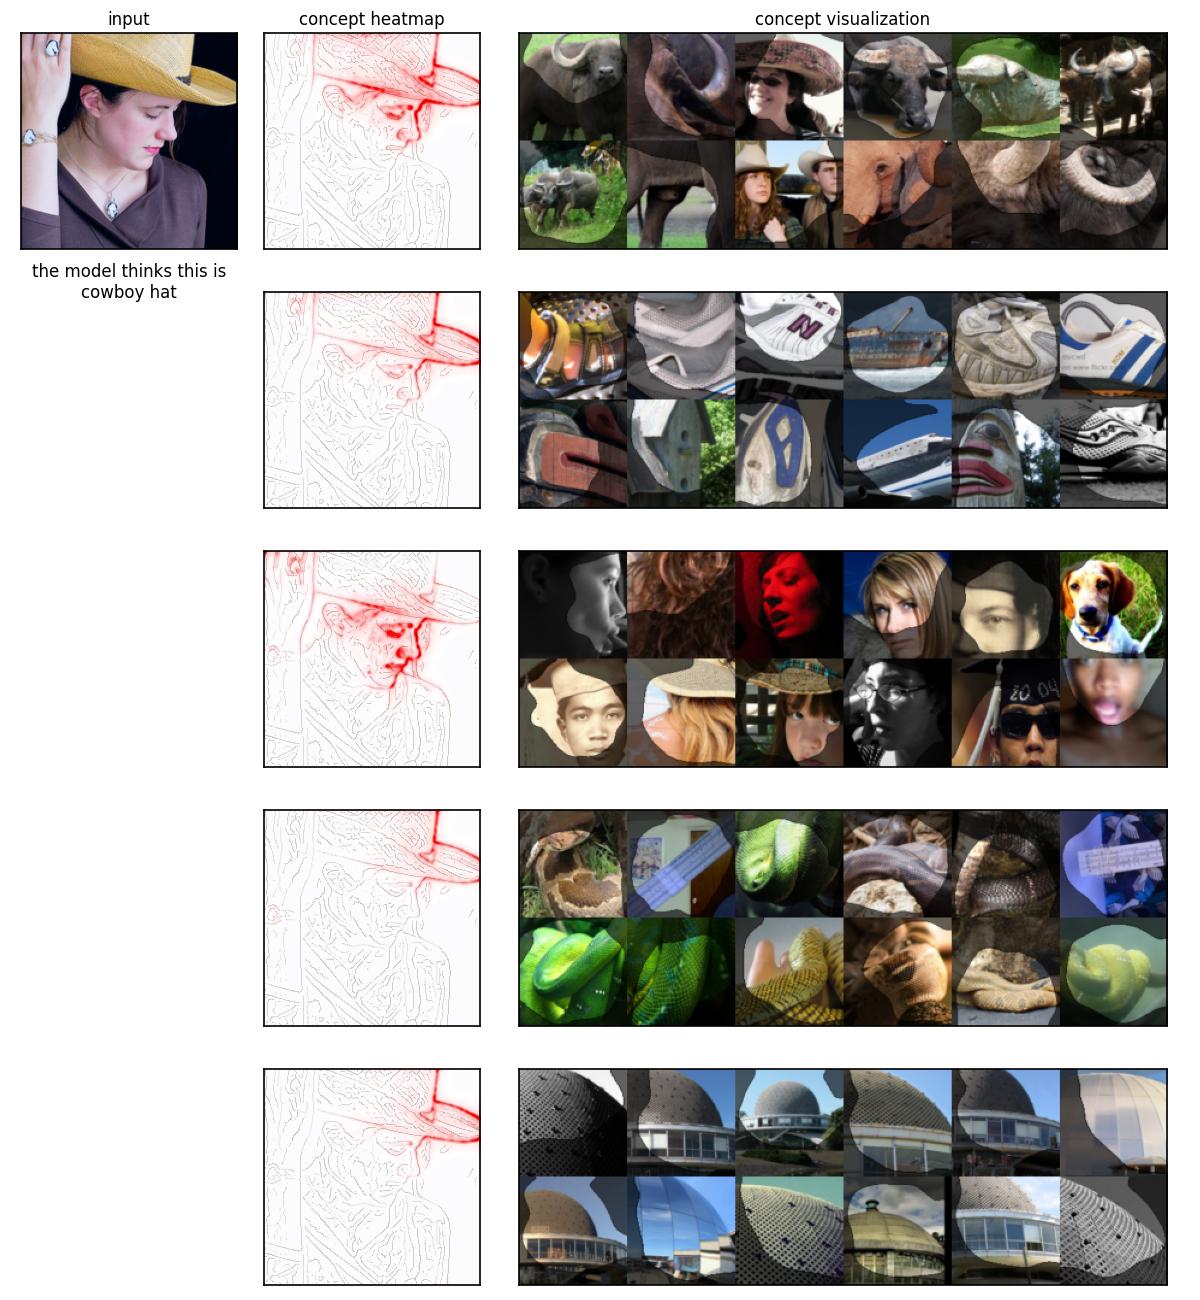 input
concept heatmap
concept visualization
the model thinks this is
cowboy hat
N
20 04